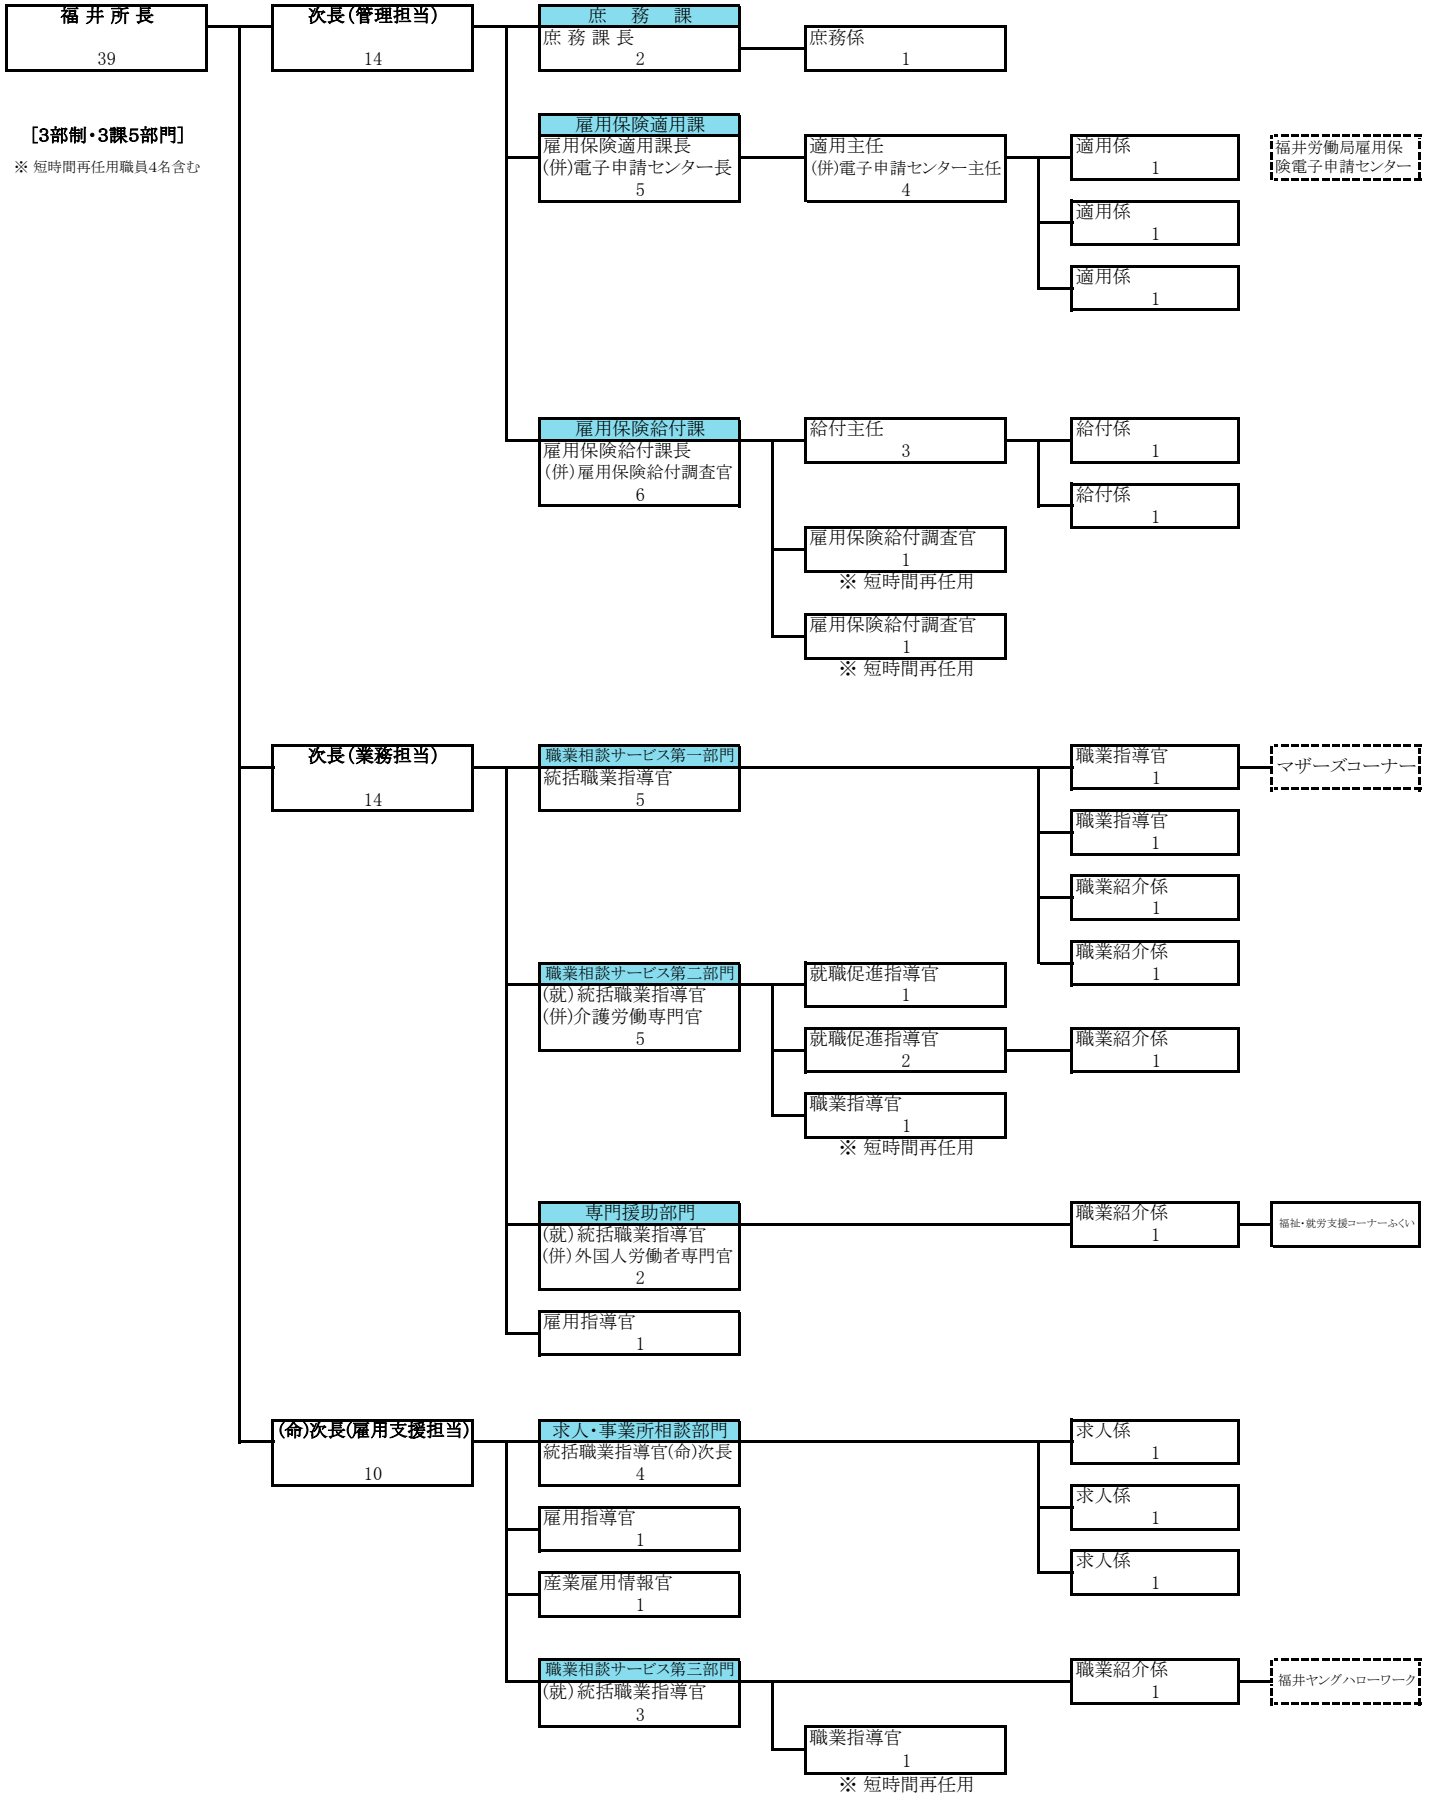 福 井 所 長
39
[3部制・3課5部門]
※ 短時間再任用職員4名含む
次長(管理担当)
14
庶　務　課
庶 務 課 長
2
庶務係
1
雇用保険適用課
雇用保険適用課長
(併)電子申請センター長
5
適用主任
(併)電子申請センター主任
4
適用係
1
福井労働局雇用保
険電子申請センター
適用係
1
適用係
1
雇用保険給付課
雇用保険給付課長
(併)雇用保険給付調査官
6
給付主任
3
給付係
1
給付係
1
雇用保険給付調査官
1
※ 短時間再任用
雇用保険給付調査官
1
※ 短時間再任用
次長(業務担当)
14
職業相談サービス第一部門
統括職業指導官
5
職業指導官
1
マザーズコーナー
職業指導官
1
職業紹介係
1
職業紹介係
1
職業相談サービス第二部門
(就)統括職業指導官
(併)介護労働専門官
5
就職促進指導官
1
就職促進指導官
2
職業紹介係
1
職業指導官
1
※ 短時間再任用
専門援助部門
(就)統括職業指導官
(併)外国人労働者専門官
2
職業紹介係
1
福祉・就労支援コーナーふくい
雇用指導官
1
(命)次長(雇用支援担当)
10
求人・事業所相談部門
統括職業指導官(命)次長
4
求人係
1
求人係
1
求人係
1
雇用指導官
1
産業雇用情報官
1
職業相談サービス第三部門
(就)統括職業指導官
3
職業紹介係
1
福井ヤングハローワーク
職業指導官
1
※ 短時間再任用